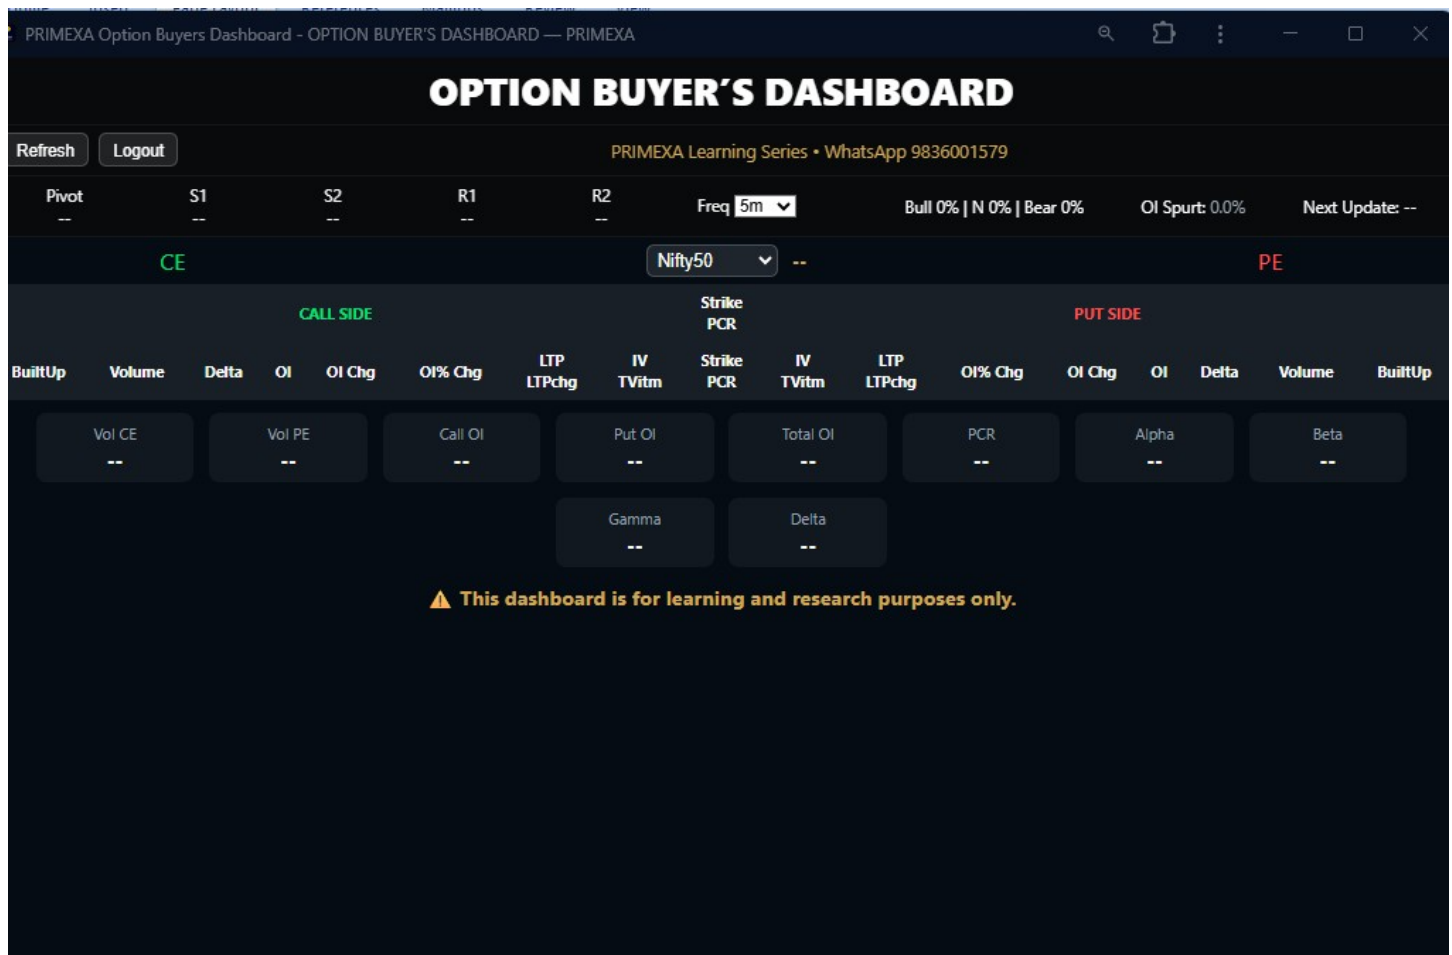 PRIMEXA Option Buyers Dashboard - OPTION BUYER'S DASHBOARD — PRIMEXA
OPTION BUYER'S DASHBOARD
Refresh Logout PRIMEXA Learning Series • WhatsApp 9836001579
Pivot S1 S2 R1 R2 Freq 5m Bull 0% | N 0% | Bear 0% OI Spurt: 0.0% Next Update: --
-- -- -- -- --
CE Nifty50 -- PE
CALL SIDE Strike PCR PUT SIDE
BuiltUp Volume Delta OI OI Chg OI% Chg LTP LTPchg IV TVitm Strike PCR IV TVitm LTP LTPchg OI% Chg OI Chg OI Delta Volume BuiltUp
Vol CE Vol PE Call OI Put OI Total OI PCR Alpha Beta
-- -- -- -- -- -- -- --
Gamma Delta
-- --
⚠ This dashboard is for learning and research purposes only.